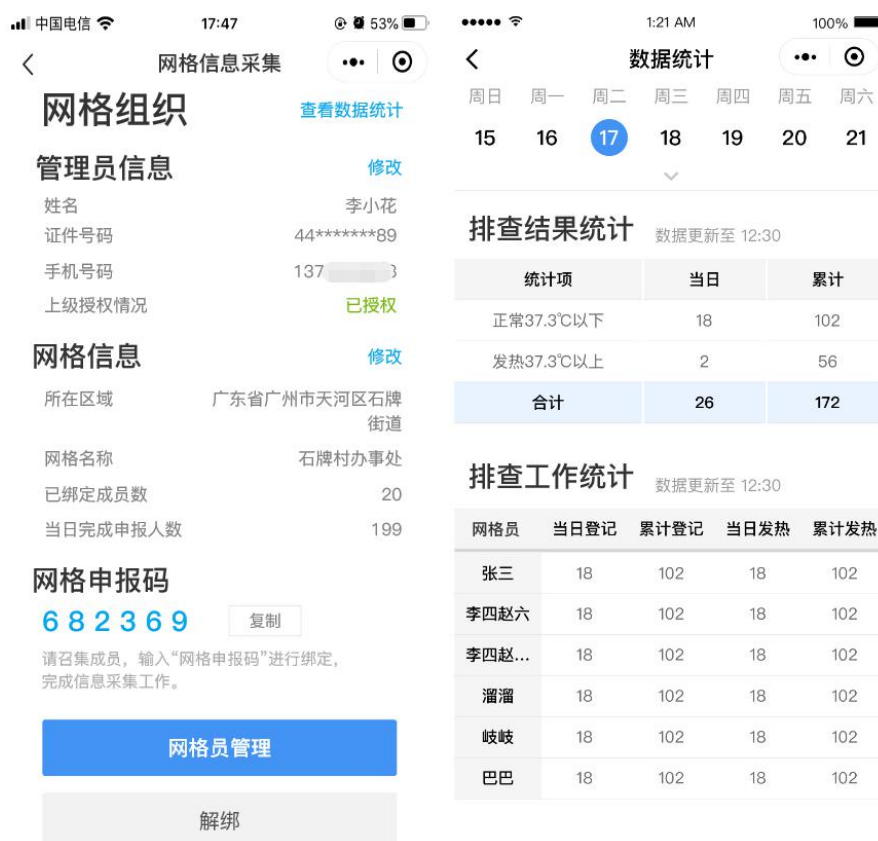 中国电信 17:47 53%
网格信息采集
网格组织 查看数据统计
管理员信息 修改
姓名 李小花
证件号码 44*******89
手机号码 137 3
上级授权情况 已授权
网格信息 修改
所在区域 广东省广州市天河区石牌
街道
网格名称 石牌村办事处
已绑定成员数 20
当日完成申报人数 199
网格申报码
682369 复制
请召集成员，输入“网格申报码”进行绑定，
完成信息采集工作。
网格员管理
解绑
1:21 AM 100%
数据统计
周日 周一 周二 周三 周四 周五 周六
15 16 17 18 19 20 21
排查结果统计 数据更新至 12:30
统计项 当日 累计
正常37.3℃以下 18 102
发热37.3℃以上 2 56
合计 26 172
排查工作统计 数据更新至 12:30
网格员 当日登记 累计登记 当日发热 累计发热
张三 18 102 18 102
李四赵六 18 102 18 102
李四赵... 18 102 18 102
溜溜 18 102 18 102
岐岐 18 102 18 102
巴巴 18 102 18 102